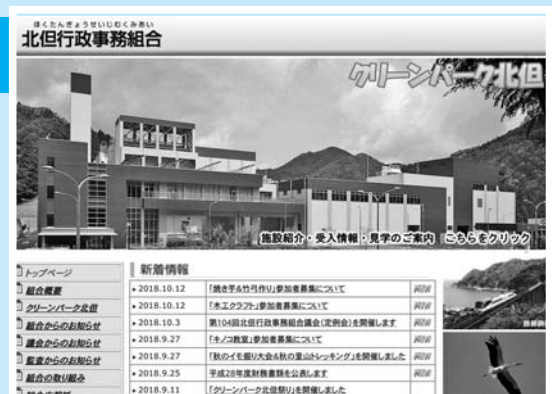 ほくたんぎょうせいじむくみあい
北但行政事務組合
クリーンパーク北但
施設紹介・受入情報・見学のご案内 こちらをクリック
トップページ
組合概要
クリーンパーク北但
組合からのお知らせ
議会からのお知らせ
監査からのお知らせ
組合の取り組み
新着情報
2018.10.12 「焼き芋&竹弓作り」参加者募集について
2018.10.12 「木工クラフト」参加者募集について
2018.10.3 第104回北但行政事務組合議会(定例会)を開催します
2018.9.27 「キノコ教室」参加者募集について
2018.9.27 「秋のイモ掘り大会&秋の里山トレッキング」を開催しました
2018.9.25 平成28年度財務書類を公表します
2018.9.11 「クリーンパーク北但祭り」を開催しました